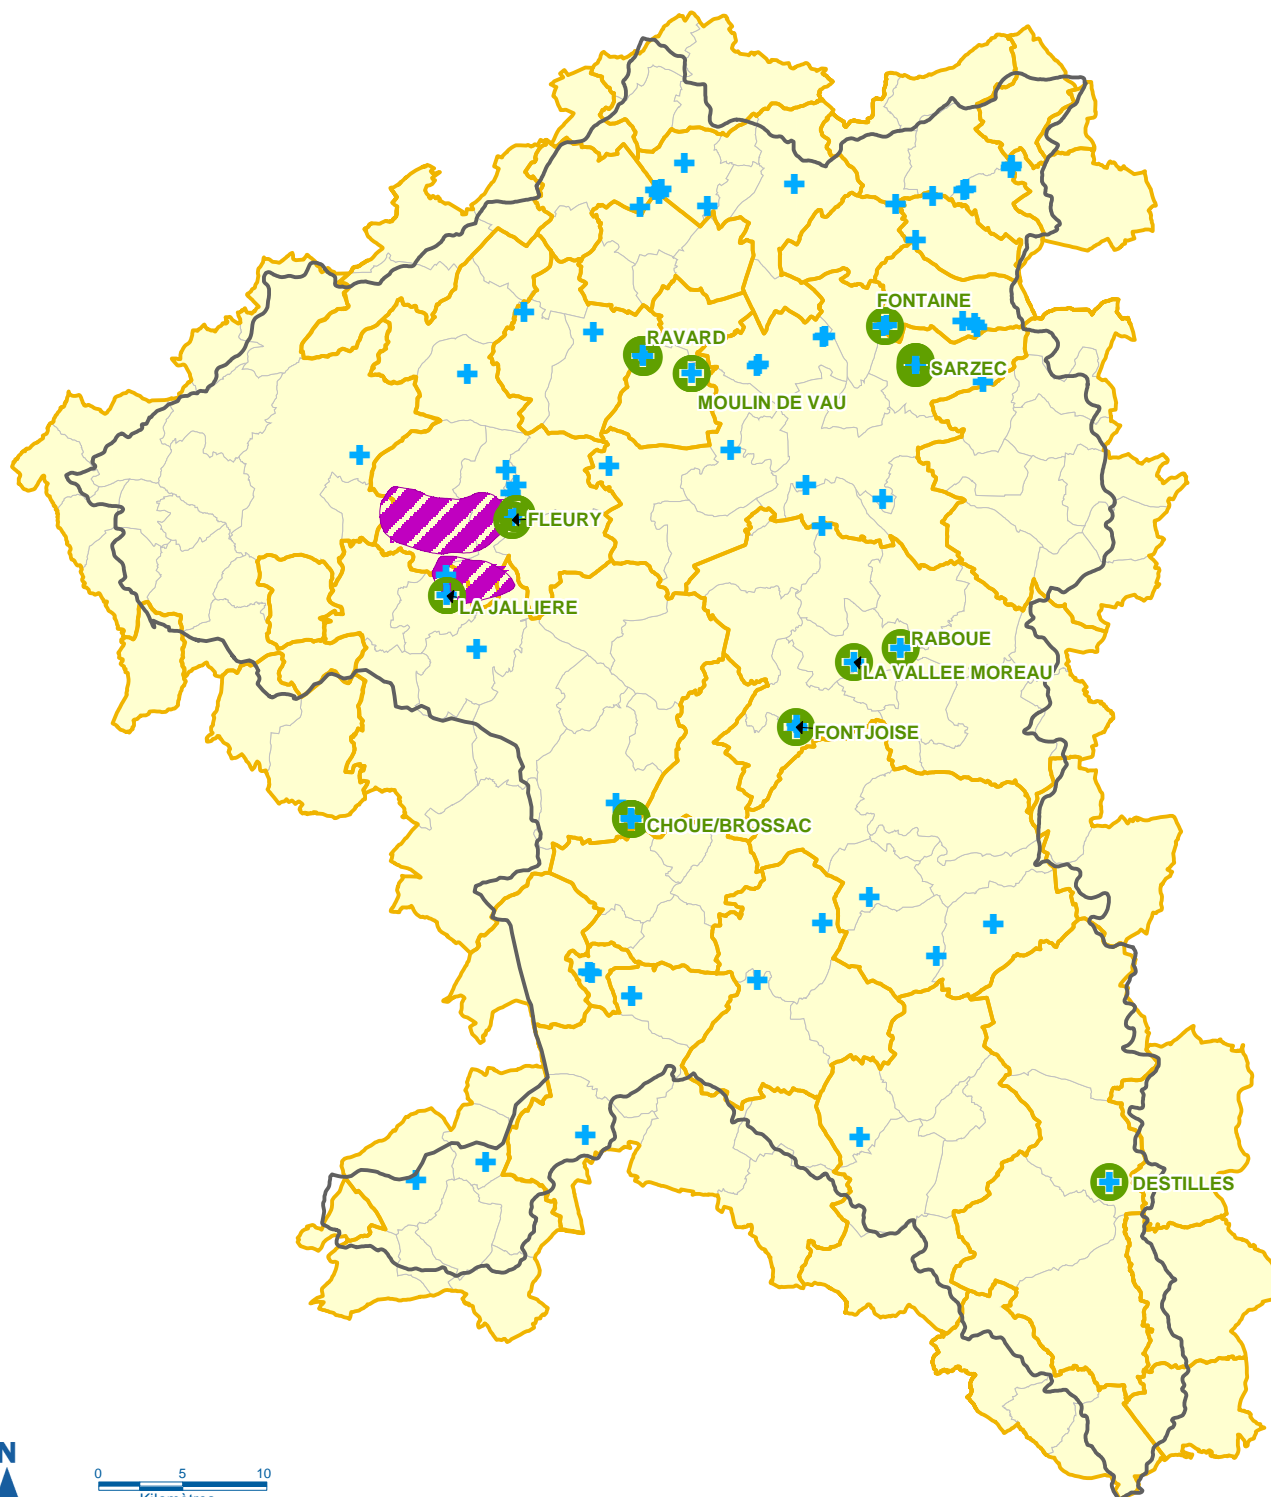 FONTAINE
RAVARD
SARZEC
MOULIN DE VAU
FLEURY
LA JALLIERE
RABOUE
LA VALLEE MOREAU
FONTJOISE
CHOUE/BROSSAC
DESTILLES
N
0 5 10
Kilomètres